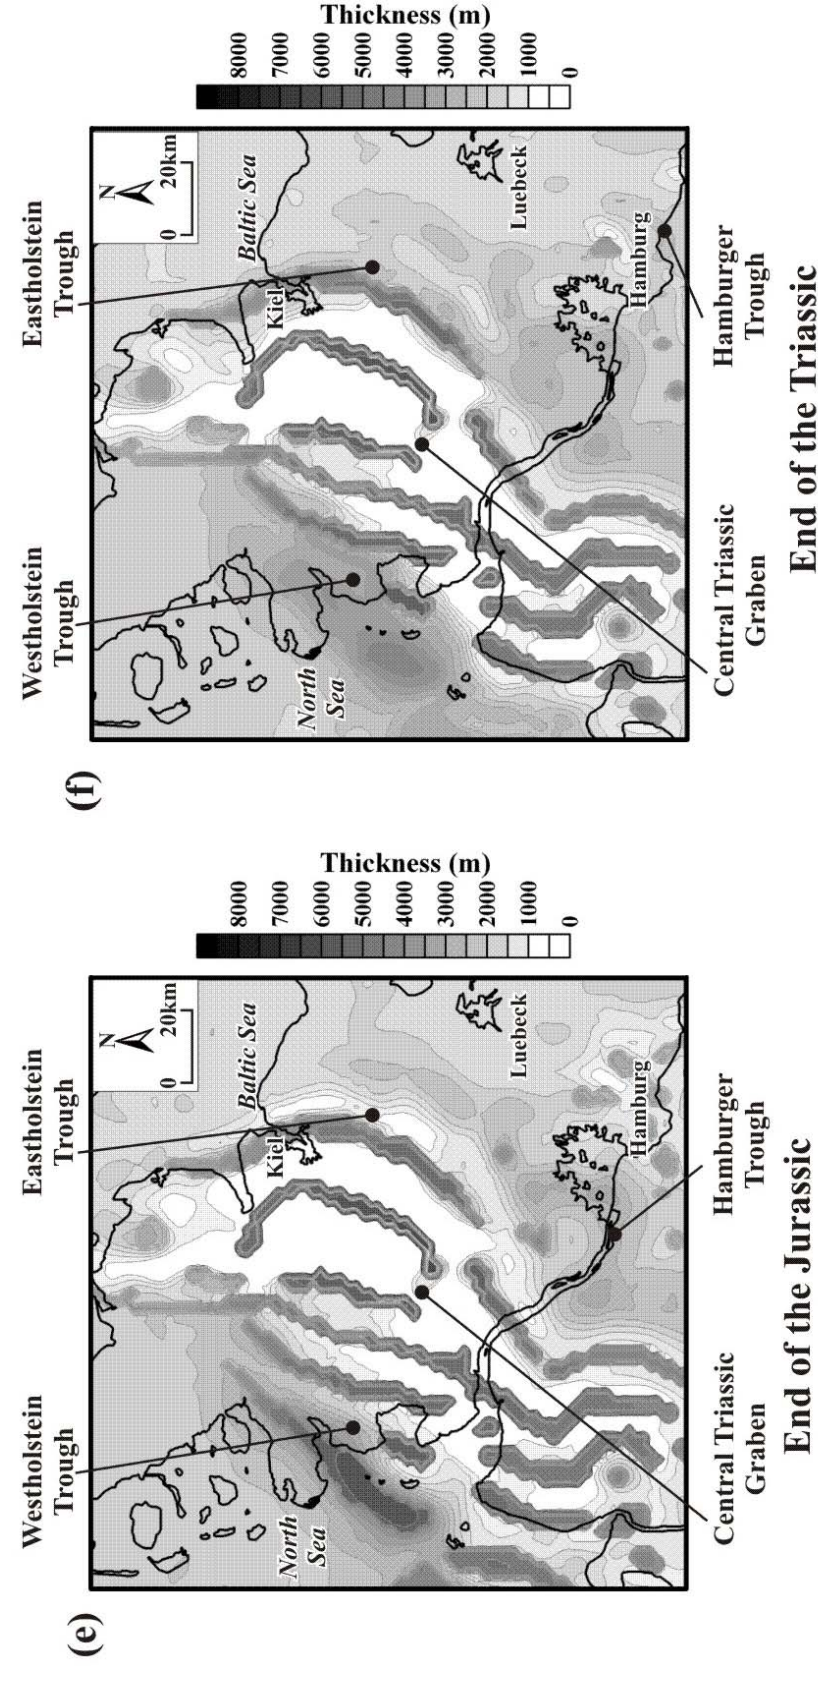 (e)
Westholstein
Trough
Eastholstein
Trough
N
0 20km
Baltic Sea
Kiel
North
Sea
Luebeck
Hamburg
Thickness (m)
8000
7000
6000
5000
4000
3000
2000
1000
0
Central Triassic
Graben
Hamburger
Trough
End of the Jurassic
(f)
Westholstein
Trough
Eastholstein
Trough
N
0 20km
Baltic Sea
Kiel
North
Sea
Luebeck
Hamburg
Thickness (m)
8000
7000
6000
5000
4000
3000
2000
1000
0
Central Triassic
Graben
Hamburger
Trough
End of the Triassic